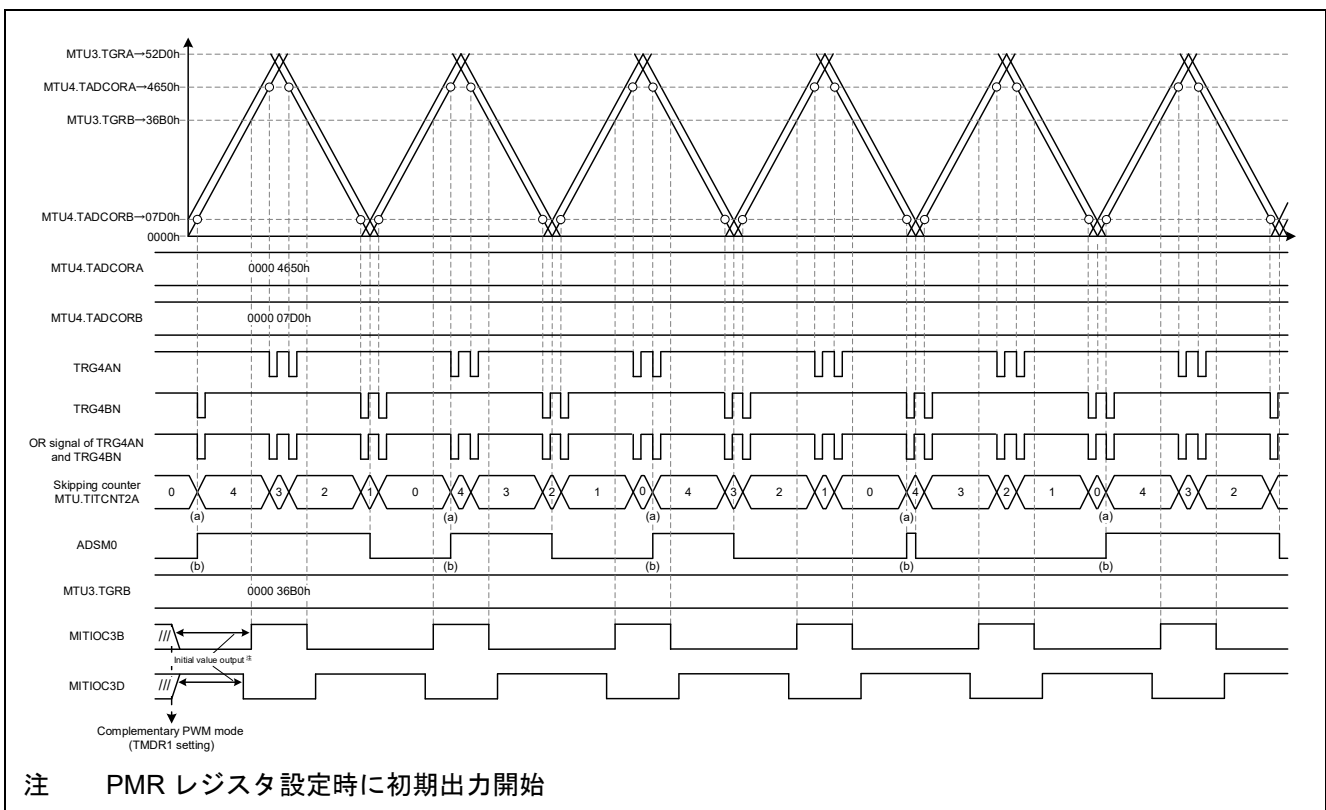 MTU3.TGRA→52D0h
MTU4.TADCORA→4650h
MTU3.TGRB→36B0h
MTU4.TADCORB→07D0h
0000h
MTU4.TADCORA 0000 4650h
MTU4.TADCORB 0000 07D0h
TRG4AN
TRG4BN
OR signal of TRG4AN
and TRG4BN
Skipping counter
MTU.TITCNT2A
0 4 3 2 1 0 4 3 2 1 0 4 3 2 1 0 4 3 2 1 0 4 3 2
(a) (a) (a) (a) (a)
ADSM0
(b) (b) (b) (b) (b)
MTU3.TGRB 0000 36B0h
MITIOC3B ///
Initial value output 注
MITIOC3D ///
Complementary PWM mode
(TMDR1 setting)
注 PMR レジスタ設定時に初期出力開始